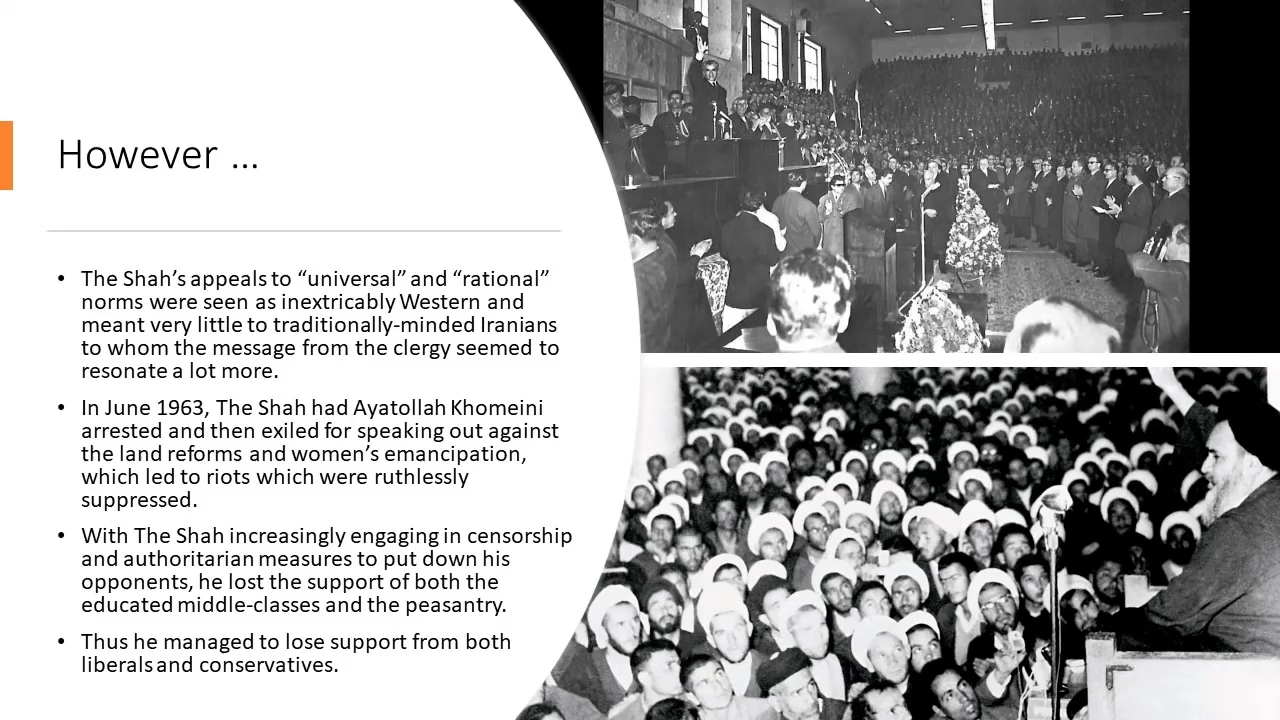 However …
• The Shah’s appeals to “universal” and “rational”
norms were seen as inextricably Western and
meant very little to traditionally-minded Iranians
to whom the message from the clergy seemed to
resonate a lot more.
• In June 1963, The Shah had Ayatollah Khomeini
arrested and then exiled for speaking out against
the land reforms and women’s emancipation,
which led to riots which were ruthlessly
suppressed.
• With The Shah increasingly engaging in censorship
and authoritarian measures to put down his
opponents, he lost the support of both the
educated middle-classes and the peasantry.
• Thus he managed to lose support from both
liberals and conservatives.